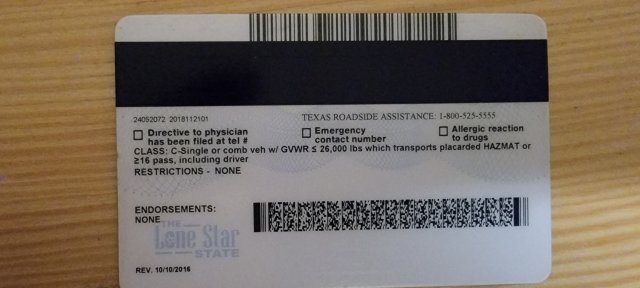 24052072 2018112101 TEXAS ROADSIDE ASSISTANCE: 1-800-525-5555
Directive to physician has been filed at tel #
Emergency contact number
Allergic reaction to drugs
CLASS: C-Single or comb veh w/ GVWR ≤ 26,000 lbs which transports placarded HAZMAT or
≥16 pass, including driver
RESTRICTIONS - NONE
ENDORSEMENTS:
NONE
THE
Lone Star
STATE
REV. 10/10/2016